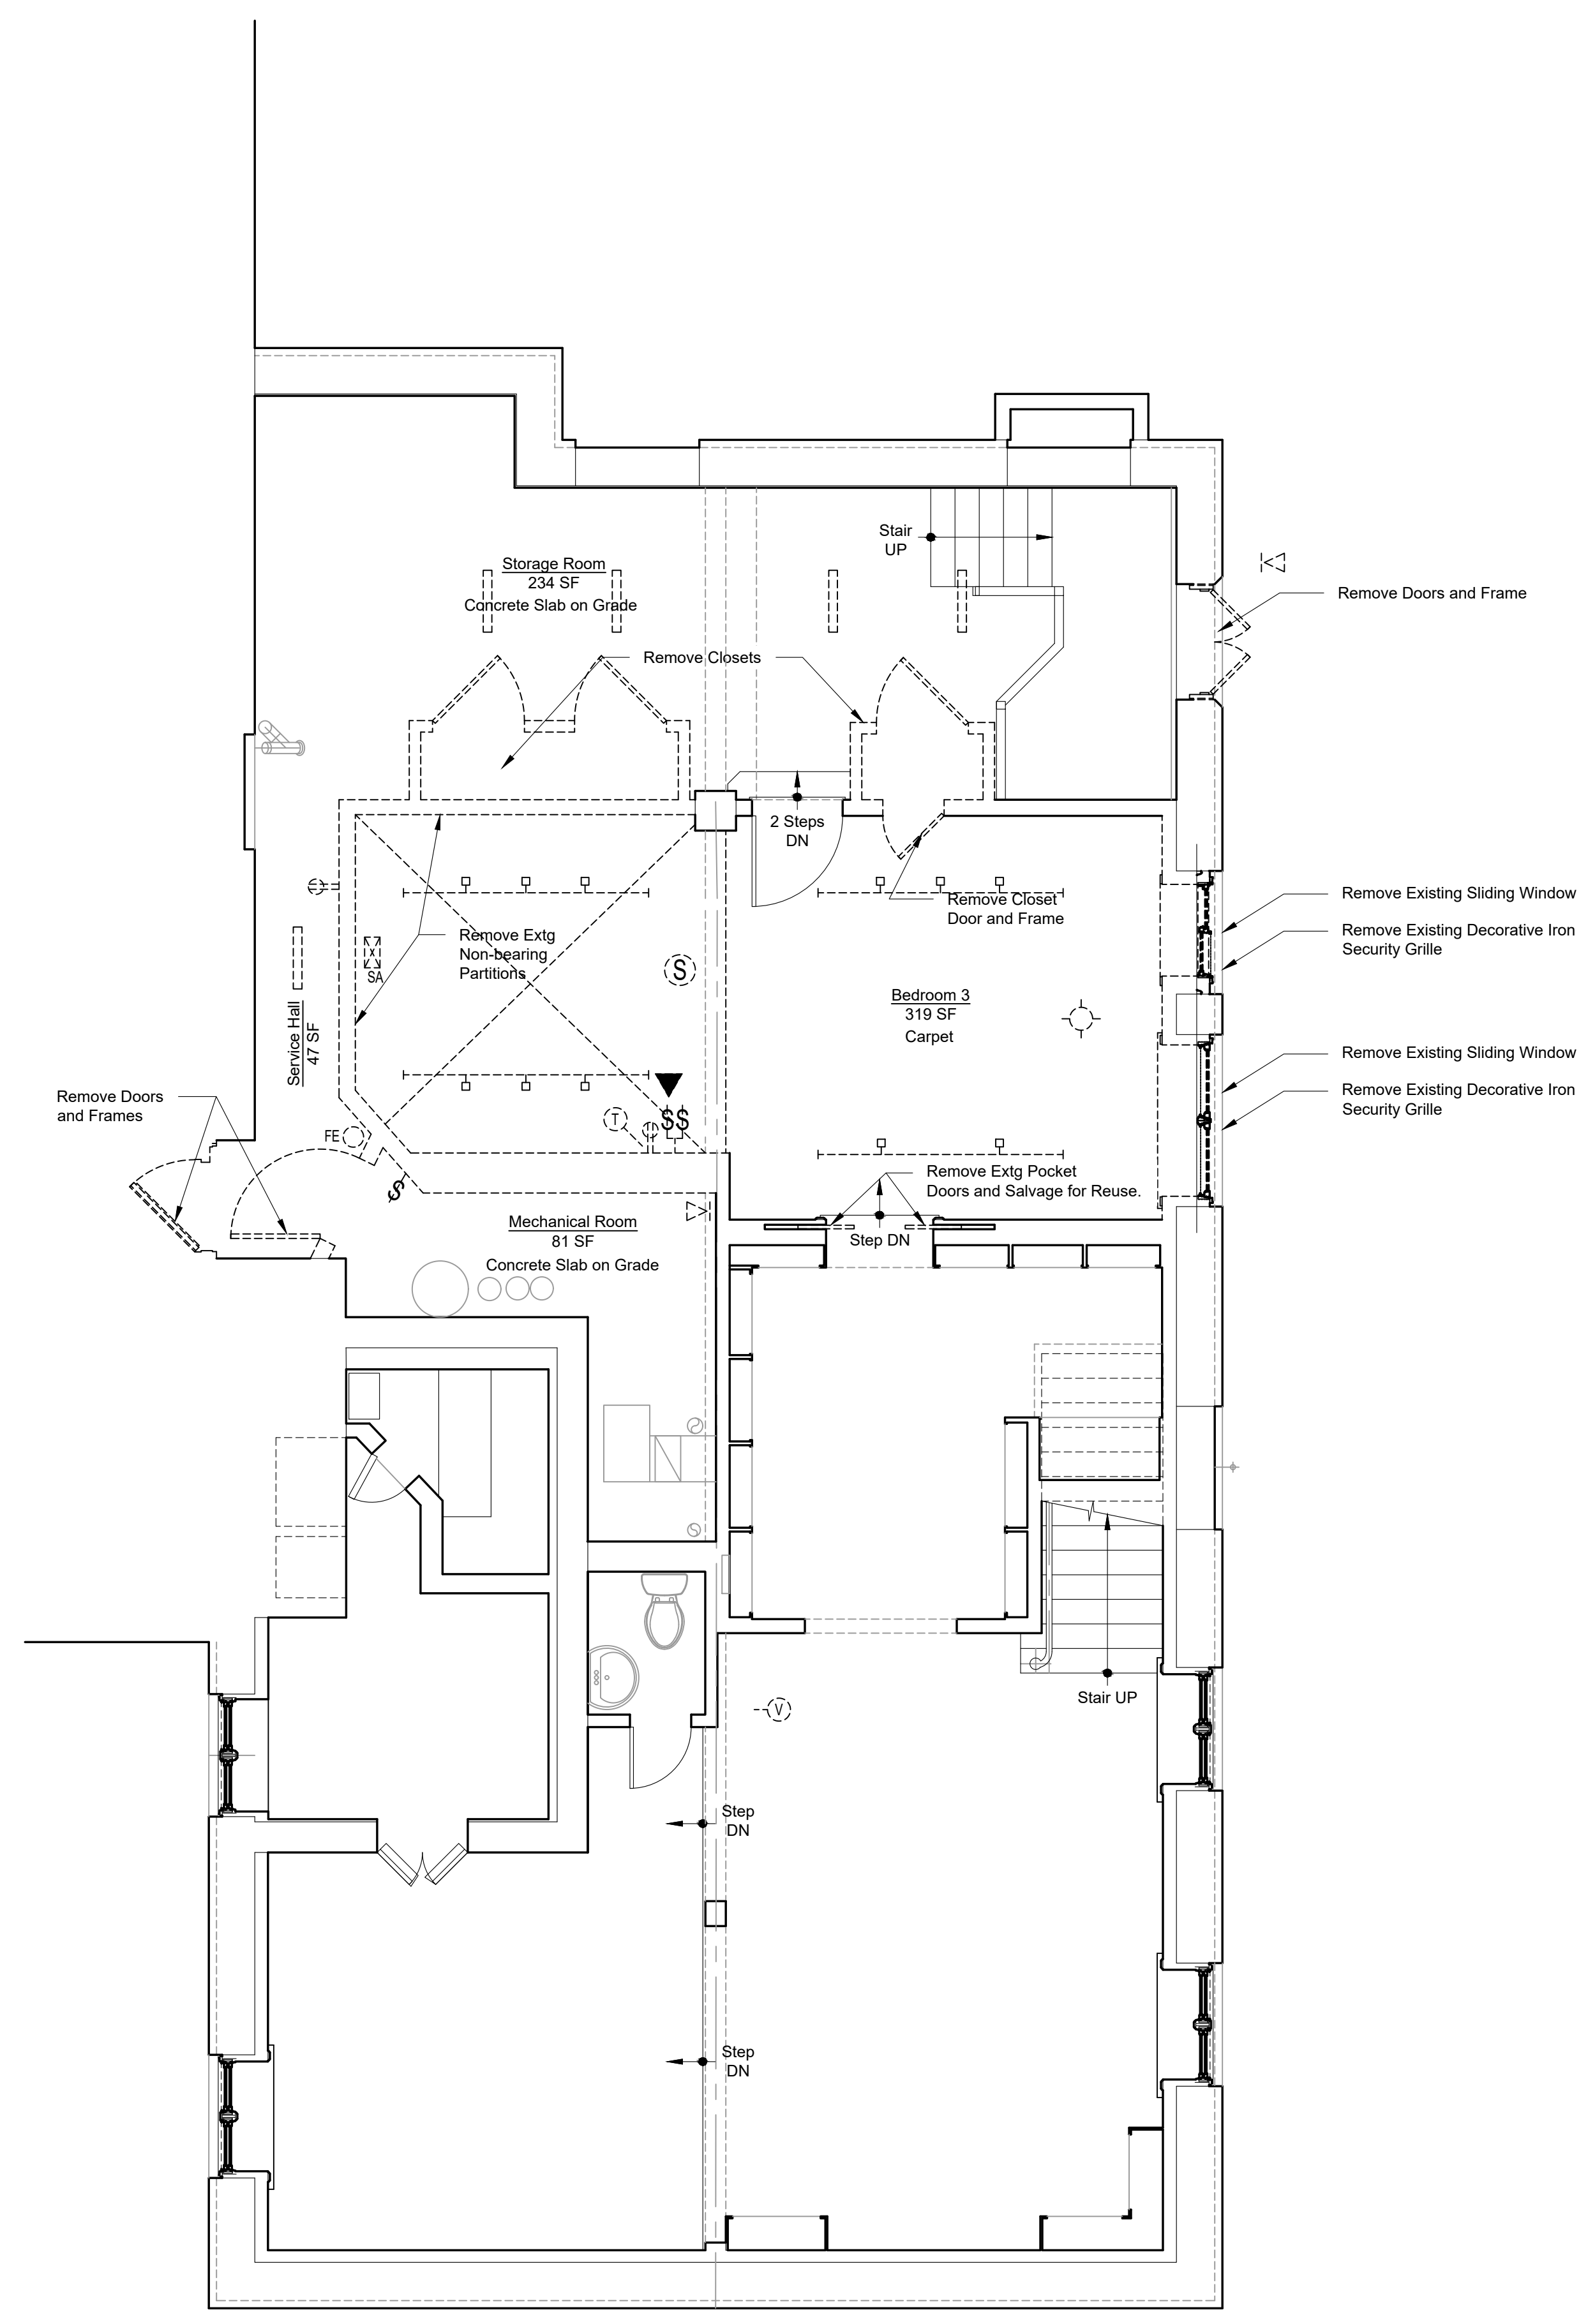 Stair
UP
Remove Doors and Frame
Storage Room
234 SF
Concrete Slab on Grade
Remove Closets
2 Steps
DN
Remove Closet
Door and Frame
Remove Existing Sliding Window
Remove Existing Decorative Iron
Security Grille
Remove Extg
Non-bearing
Partitions
SA
S
Bedroom 3
319 SF
Carpet
Service Hall
47 SF
Remove Existing Sliding Window
Remove Existing Decorative Iron
Security Grille
Remove Doors
and Frames
T
$$
FE
$
Remove Extg Pocket
Doors and Salvage for Reuse.
Step DN
Mechanical Room
81 SF
Concrete Slab on Grade
Stair UP
V
Step
DN
Step
DN